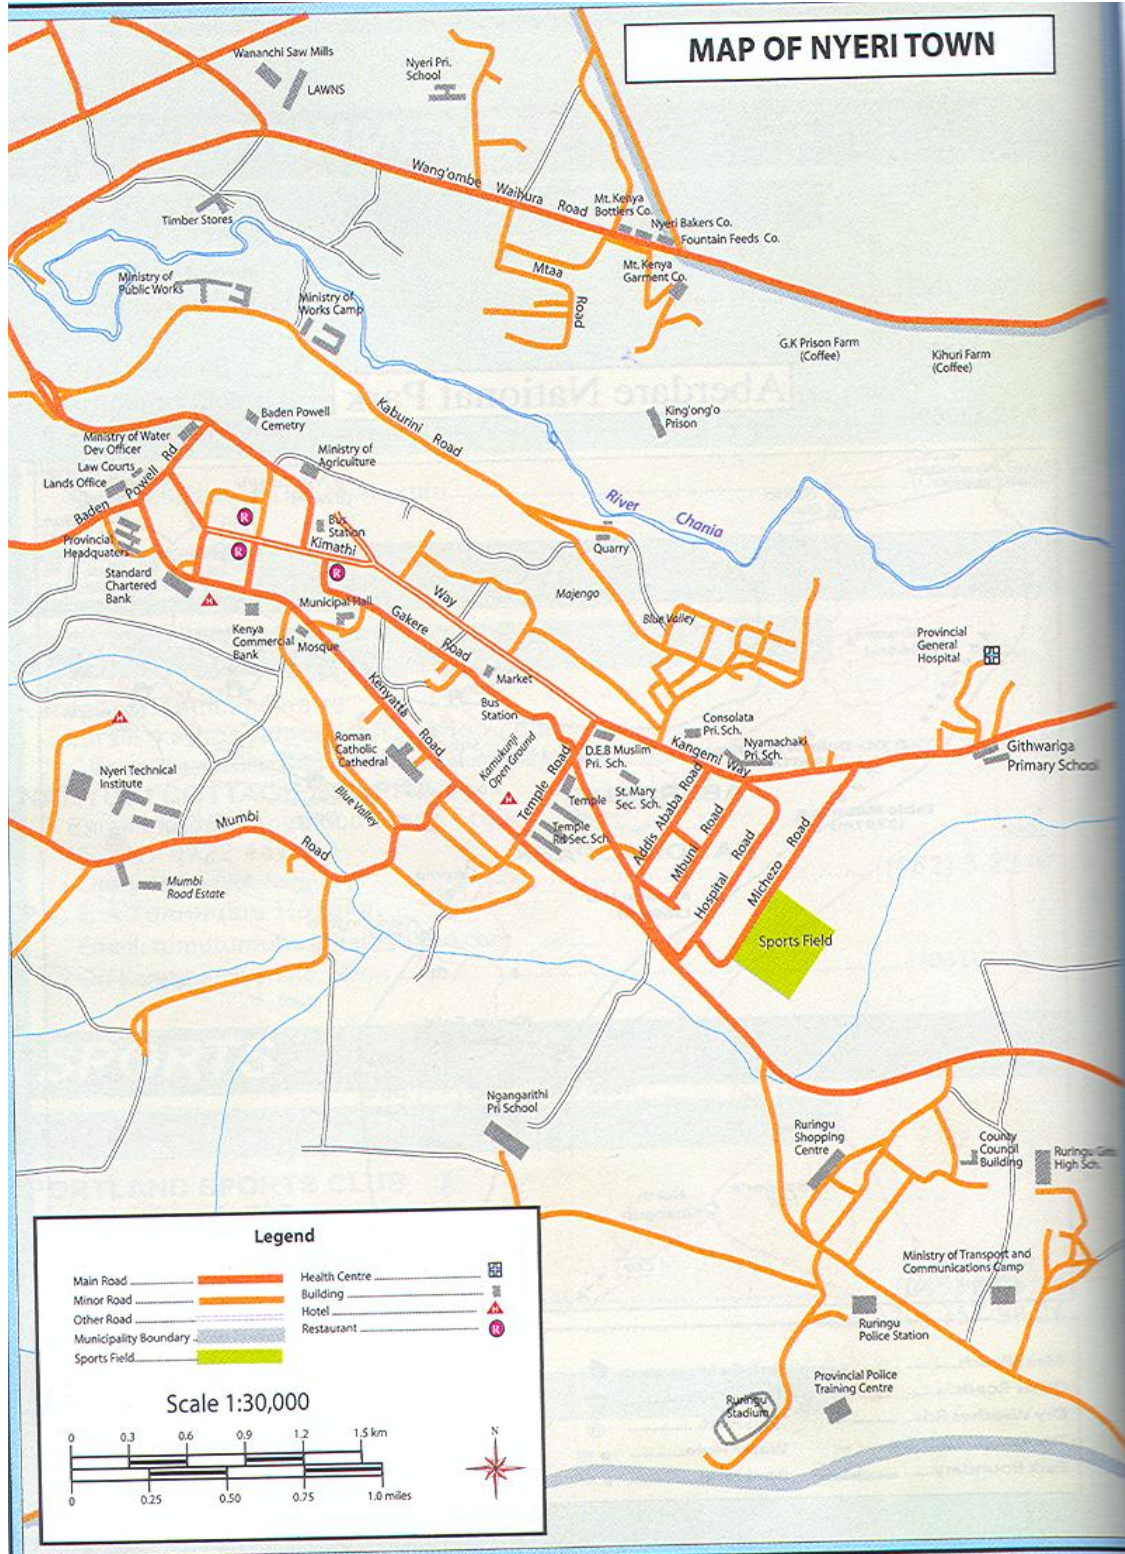 MAP OF NYERI TOWN
Wananchi Saw Mills
LAWNS
Nyeri Pri.
School
Wang'ombe Waihura Road
Mt. Kenya
Bottlers Co.
Nyeri Bakers Co.
Fountain Feeds Co.
Timber Stores
Mtaa
Road
Mt. Kenya
Garment Co.
Ministry of
Public Works
Ministry of
Works Camp
G.K Prison Farm
(Coffee)
Kihuri Farm
(Coffee)
Aberdare National Park
King'ong'o
Prison
Baden Powell
Cemetry
Kaburini Road
Ministry of Water
Dev Officer
Law Courts
Lands Office
Baden Powell Rd
Ministry of
Agriculture
River Chania
R
Bus
Station
Kimathi
Way
Provincial
Headquaters
R
Quarry
Standard
Chartered
Bank
R
H
Municipal Hall
Majengo
Blue Valley
Gakere Road
Kenya
Commercial
Bank
Mosque
Provincial
General
Hospital
Market
Bus
Station
Kenyatta Road
H
Consolata
Pri. Sch.
Roman
Catholic
Cathedral
Kamukunji
Open Ground
D.E.B Muslim
Pri. Sch.
Kangemi Way
Nyamachaki
Pri. Sch.
Githwariga
Primary School
Nyeri Technical
Institute
Blue Valley
H
Temple Road
Temple
St. Mary
Sec. Sch.
Temple
Rd Sec. Sch.
Addis Ababa Road
Mbuni Road
Hospital Road
Michezo Road
Mumbi Road
Mumbi
Road Estate
Sports Field
Ngangarithi
Pri School
Ruringu
Shopping
Centre
County
Council
Building
High Sch.
Ministry of Transport and
Communications Camp
Ruringu
Police Station
Provincial Police
Training Centre
Ruringu
Stadium
Legend
Main Road
Minor Road
Other Road
Municipality Boundary
Sports Field
Health Centre
Building
Hotel
H
Restaurant
R
Scale 1:30,000
0 0.3 0.6 0.9 1.2 1.5 km
0 0.25 0.50 0.75 1.0 miles
N